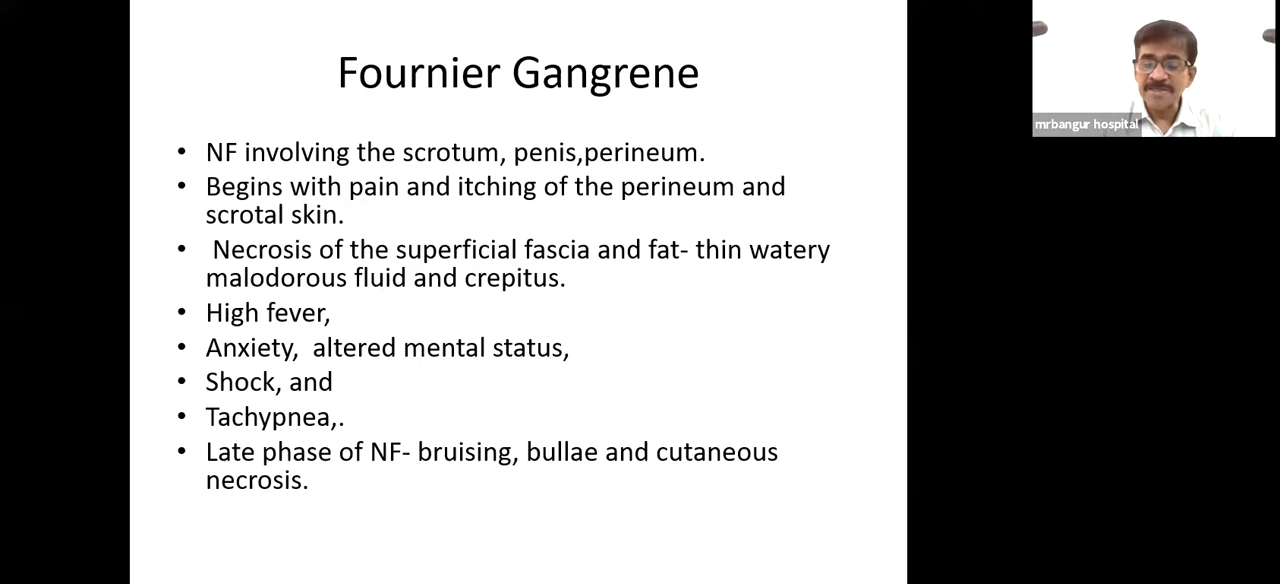 Fournier Gangrene
mrbangur hospital
• NF involving the scrotum, penis,perineum.
• Begins with pain and itching of the perineum and
scrotal skin.
• Necrosis of the superficial fascia and fat- thin watery
malodorous fluid and crepitus.
• High fever,
• Anxiety,  altered mental status,
• Shock, and
• Tachypnea,.
• Late phase of NF- bruising, bullae and cutaneous
necrosis.